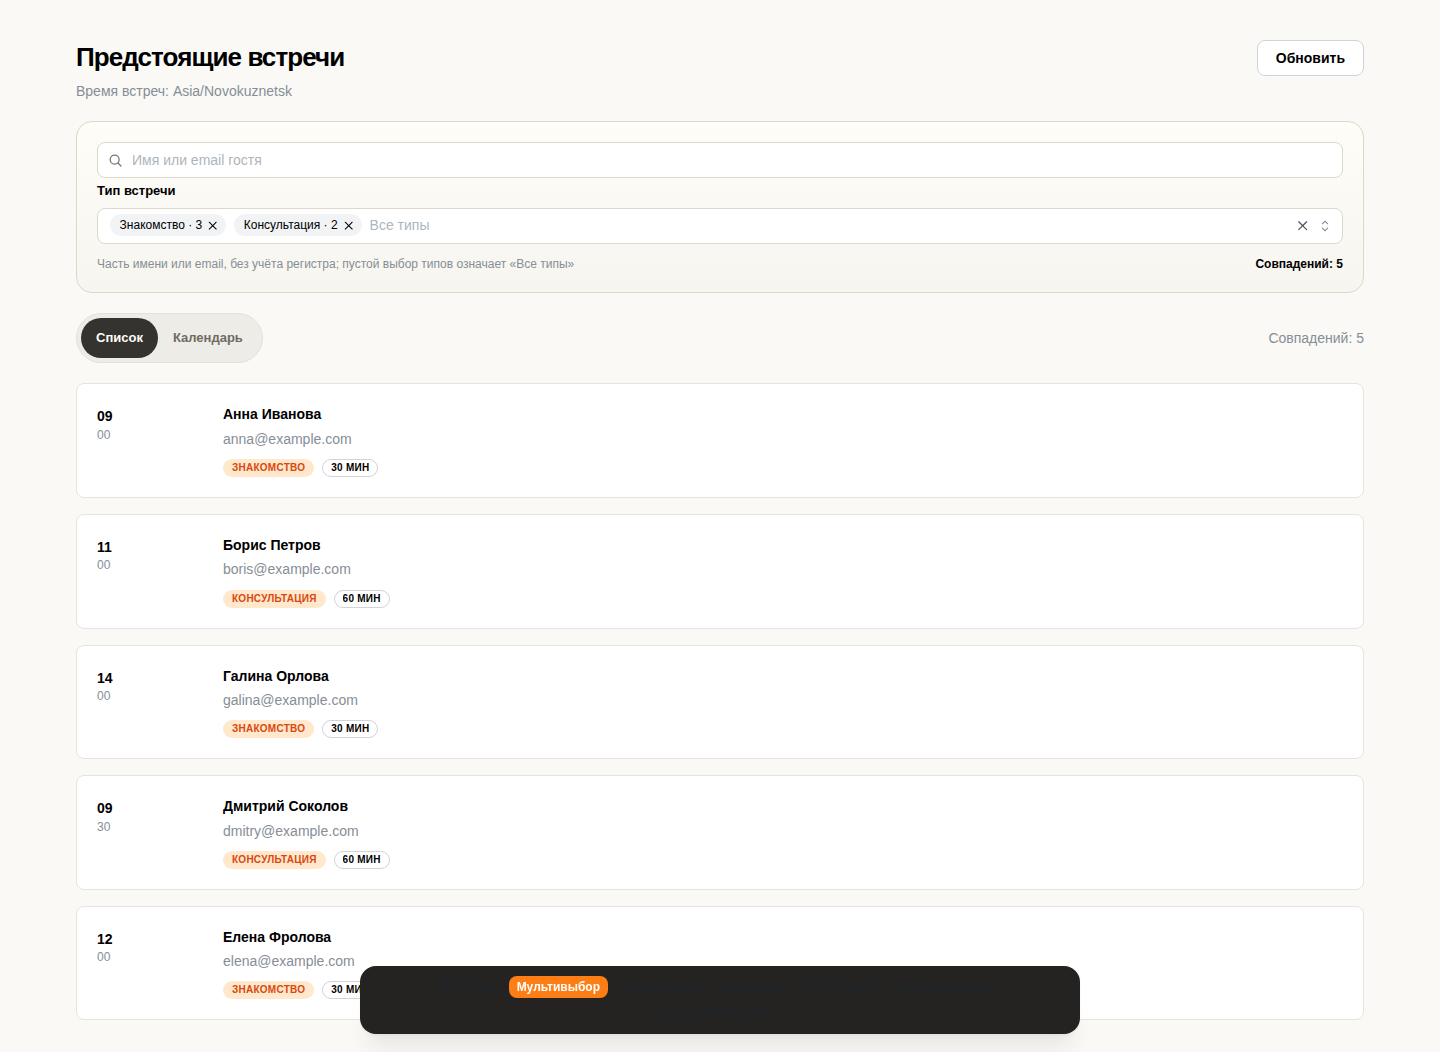 Предстоящие встречи
Обновить
Время встреч: Asia/Novokuznetsk
Имя или email гостя
Тип встречи
Знакомство · 3
Консультация · 2
Все типы
Часть имени или email, без учёта регистра; пустой выбор типов означает «Все типы»
Совпадений: 5
Список
Календарь
Совпадений: 5
09
00
Анна Иванова
anna@example.com
ЗНАКОМСТВО
30 МИН
11
00
Борис Петров
boris@example.com
КОНСУЛЬТАЦИЯ
60 МИН
14
00
Галина Орлова
galina@example.com
ЗНАКОМСТВО
30 МИН
09
30
Дмитрий Соколов
dmitry@example.com
КОНСУЛЬТАЦИЯ
60 МИН
12
00
Елена Фролова
elena@example.com
ЗНАКОМСТВО
30
Мультивыбор